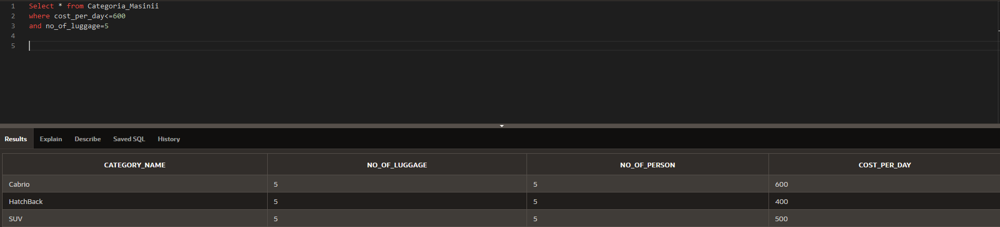 1 Select * from Categoria_Masinii
2 where cost_per_day<=600
3 and no_of_luggage=5
4
5
Results Explain Describe Saved SQL History
CATEGORY_NAME NO_OF_LUGGAGE NO_OF_PERSON COST_PER_DAY
Cabrio 5 5 600
HatchBack 5 5 400
SUV 5 5 500